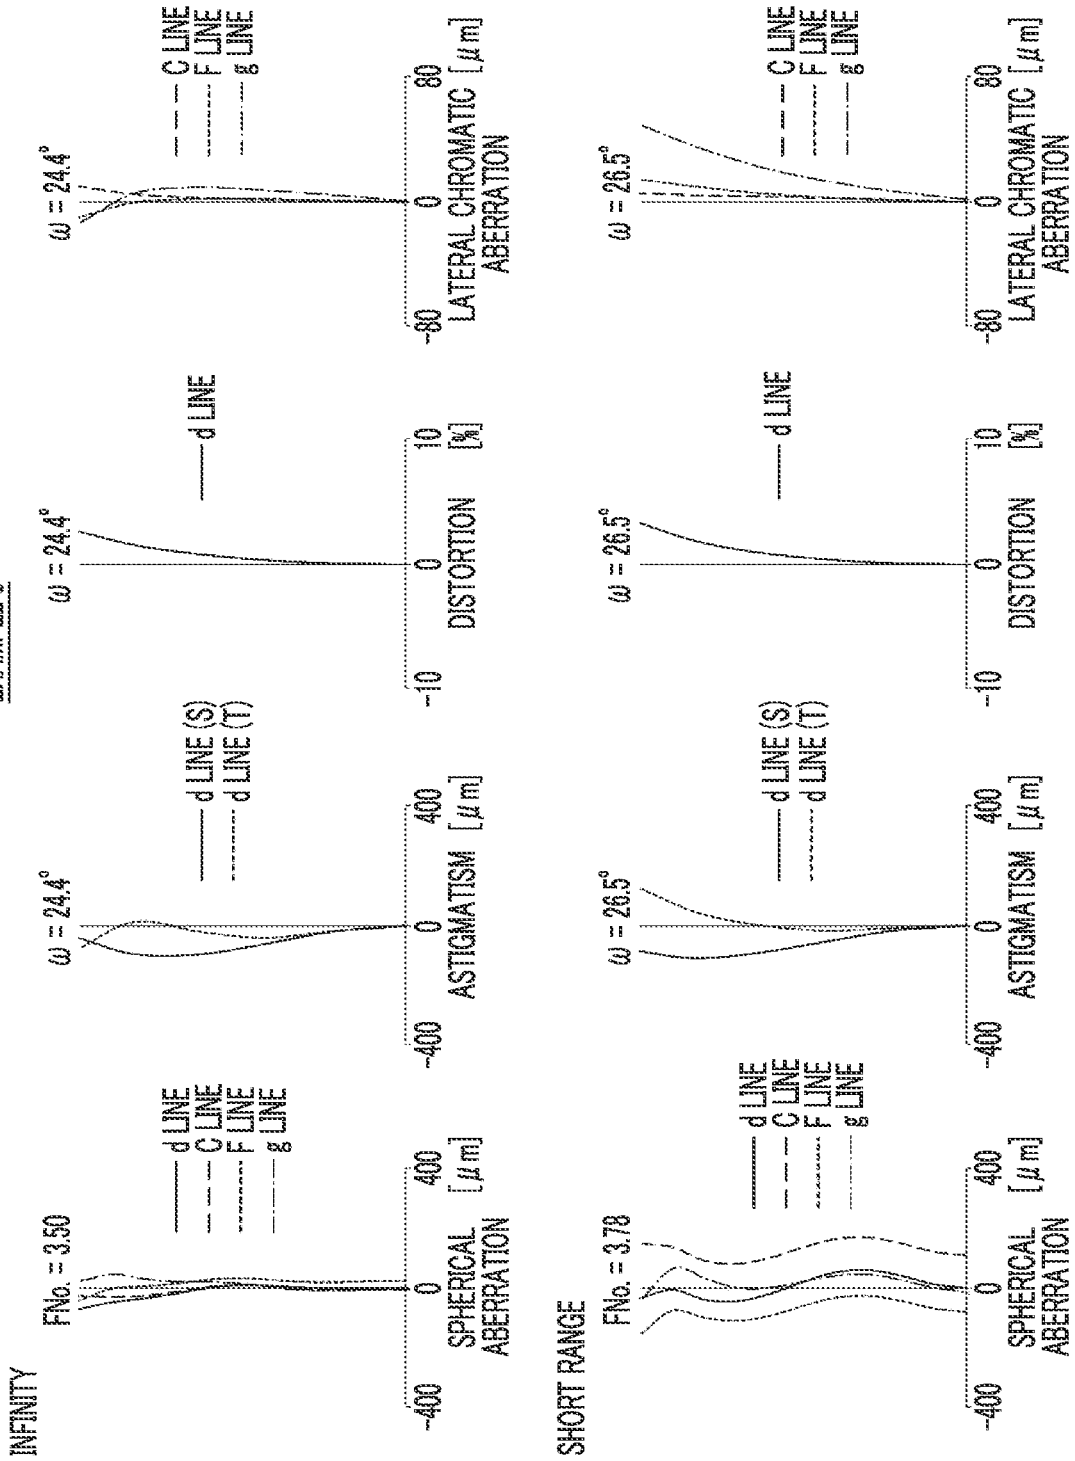 INFINITY
FNo. = 3.50
d LINE
C LINE
F LINE
g LINE
-400
0
400
SPHERICAL
ABERRATION
[μm]
ω = 24.4°
d LINE (S)
d LINE (T)
-400
0
400
ASTIGMATISM [μm]
ω = 24.4°
d LINE
-10
0
10
DISTORTION
[%]
ω = 24.4°
C LINE
F LINE
g LINE
-80
0
80
LATERAL CHROMATIC [μm]
ABERRATION
SHORT RANGE
FNo. = 3.78
d LINE
C LINE
F LINE
g LINE
-400
0
400
SPHERICAL
ABERRATION
[μm]
ω = 26.5°
d LINE (S)
d LINE (T)
-400
0
400
ASTIGMATISM [μm]
ω = 26.5°
d LINE
-10
0
10
DISTORTION
[%]
ω = 26.5°
C LINE
F LINE
g LINE
-80
0
80
LATERAL CHROMATIC [μm]
ABERRATION